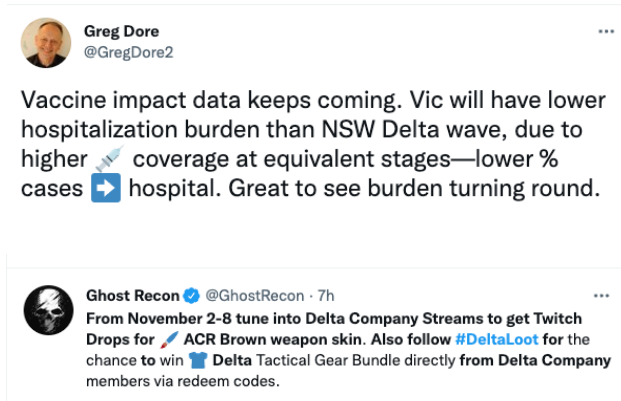 Greg Dore
@GregDore2
Vaccine impact data keeps coming. Vic will have lower
hospitalization burden than NSW Delta wave, due to
higher 💉 coverage at equivalent stages—lower %
cases ➡️ hospital. Great to see burden turning round.
Ghost Recon @GhostRecon · 7h
From November 2-8 tune into Delta Company Streams to get Twitch
Drops for 🖌️ ACR Brown weapon skin. Also follow #DeltaLoot for the
chance to win 👕 Delta Tactical Gear Bundle directly from Delta Company
members via redeem codes.